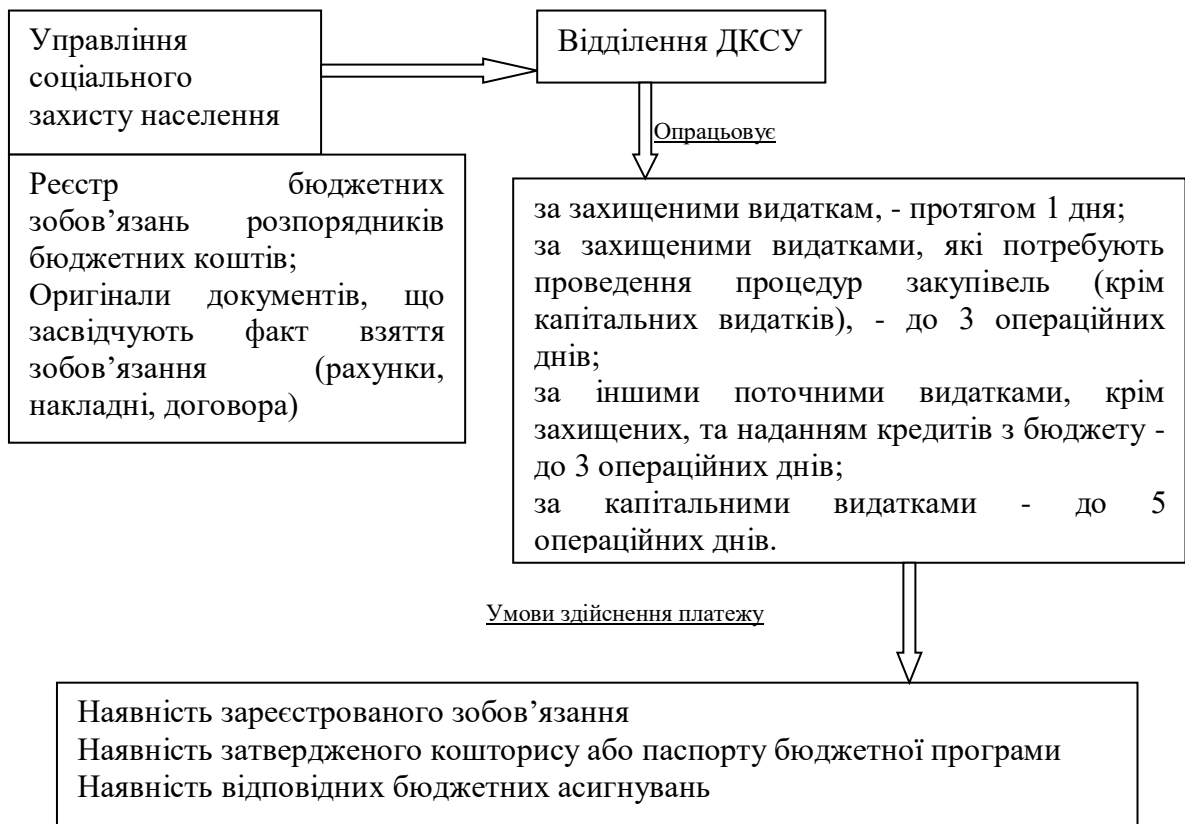 Управління
соціального
захисту населення
Відділення ДКСУ
Опрацьовує
Реєстр бюджетних
зобов’язань розпорядників
бюджетних коштів;
Оригінали документів, що
засвідчують факт взяття
зобов’язання (рахунки,
накладні, договора)
за захищеними видаткам, - протягом 1 дня;
за захищеними видатками, які потребують
проведення процедур закупівель (крім
капітальних видатків), - до 3 операційних
днів;
за іншими поточними видатками, крім
захищених, та наданням кредитів з бюджету -
до 3 операційних днів;
за капітальними видатками - до 5
операційних днів.
Умови здійснення платежу
Наявність зареєстрованого зобов’язання
Наявність затвердженого кошторису або паспорту бюджетної програми
Наявність відповідних бюджетних асигнувань